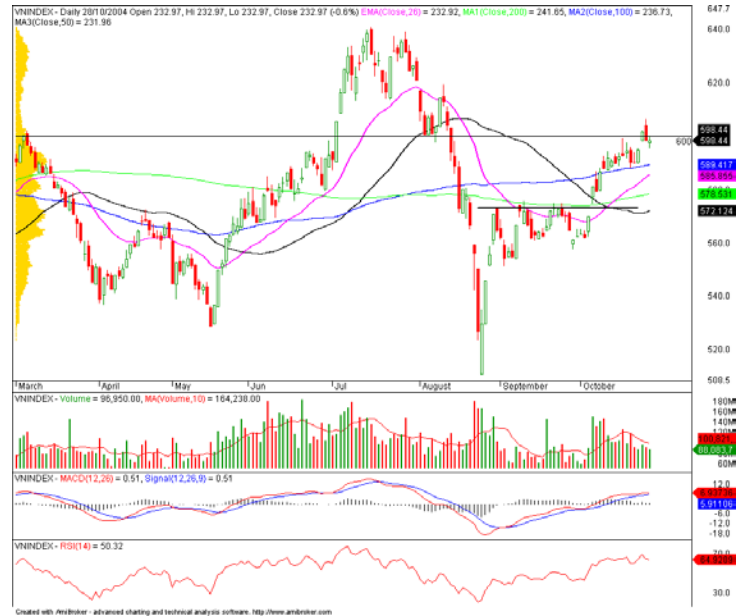 VNINDEX - Daily 28/10/2004 Open 232.97, Hi 232.97, Lo 232.97, Close 232.97 (-0.6%) EMA(Close,26) = 232.92, MA1(Close,200) = 241.65, MA2(Close,100) = 236.73,
MA3(Close,50) = 231.96
647.7
640.0
620.0
600
598.44
598.44
589.417
578.531
572.124
560.0
540.0
520.0
508.5
March April May Jun Jul August September October
VNINDEX - Volume = 96,950.00, MA(Volume,10) = 164,238.00
180M
160M
140M
60M
VNINDEX - MACD(12,26) = 0.51, Signal(12,26,9) = 0.51
12.0
5.91106
-6.0
-12.0
-18.0
VNINDEX - RSI(14) = 50.32
30.0
Created with AmiBroker - advanced charting and technical analysis software. http://www.amibroker.com